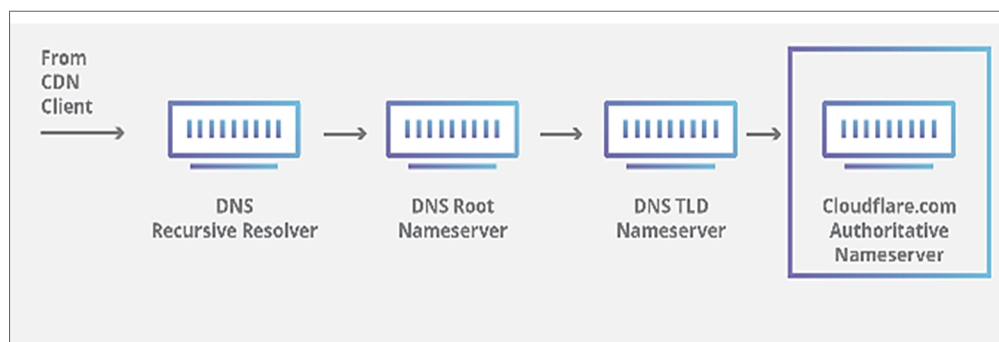 From
CDN
Client
DNS
Recursive Resolver
DNS Root
Nameserver
DNS TLD
Nameserver
Cloudflare.com
Authoritative
Nameserver